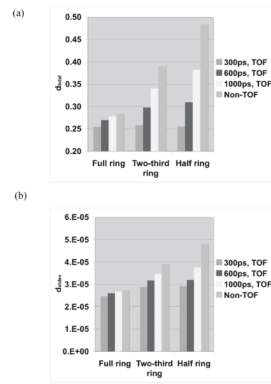 (a)
0.50
0.45
0.40
0.35
0.30
0.25
0.20
d total
Full ring
Two-third ring
Half ring
300ps, TOF
600ps, TOF
1000ps, TOF
Non-TOF
(b)
6.E-05
5.E-05
4.E-05
3.E-05
2.E-05
1.E-05
0.E+00
Full ring
Two-third ring
Half ring
300ps, TOF
600ps, TOF
1000ps, TOF
Non-TOF